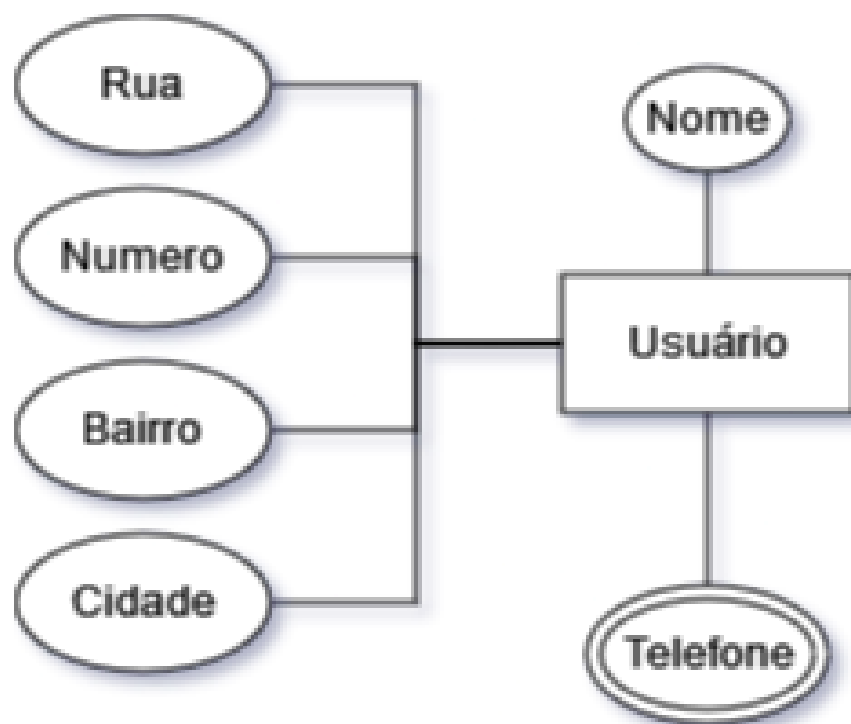 Rua
Nome
Numero
Usuário
Bairro
Cidade
Telefone